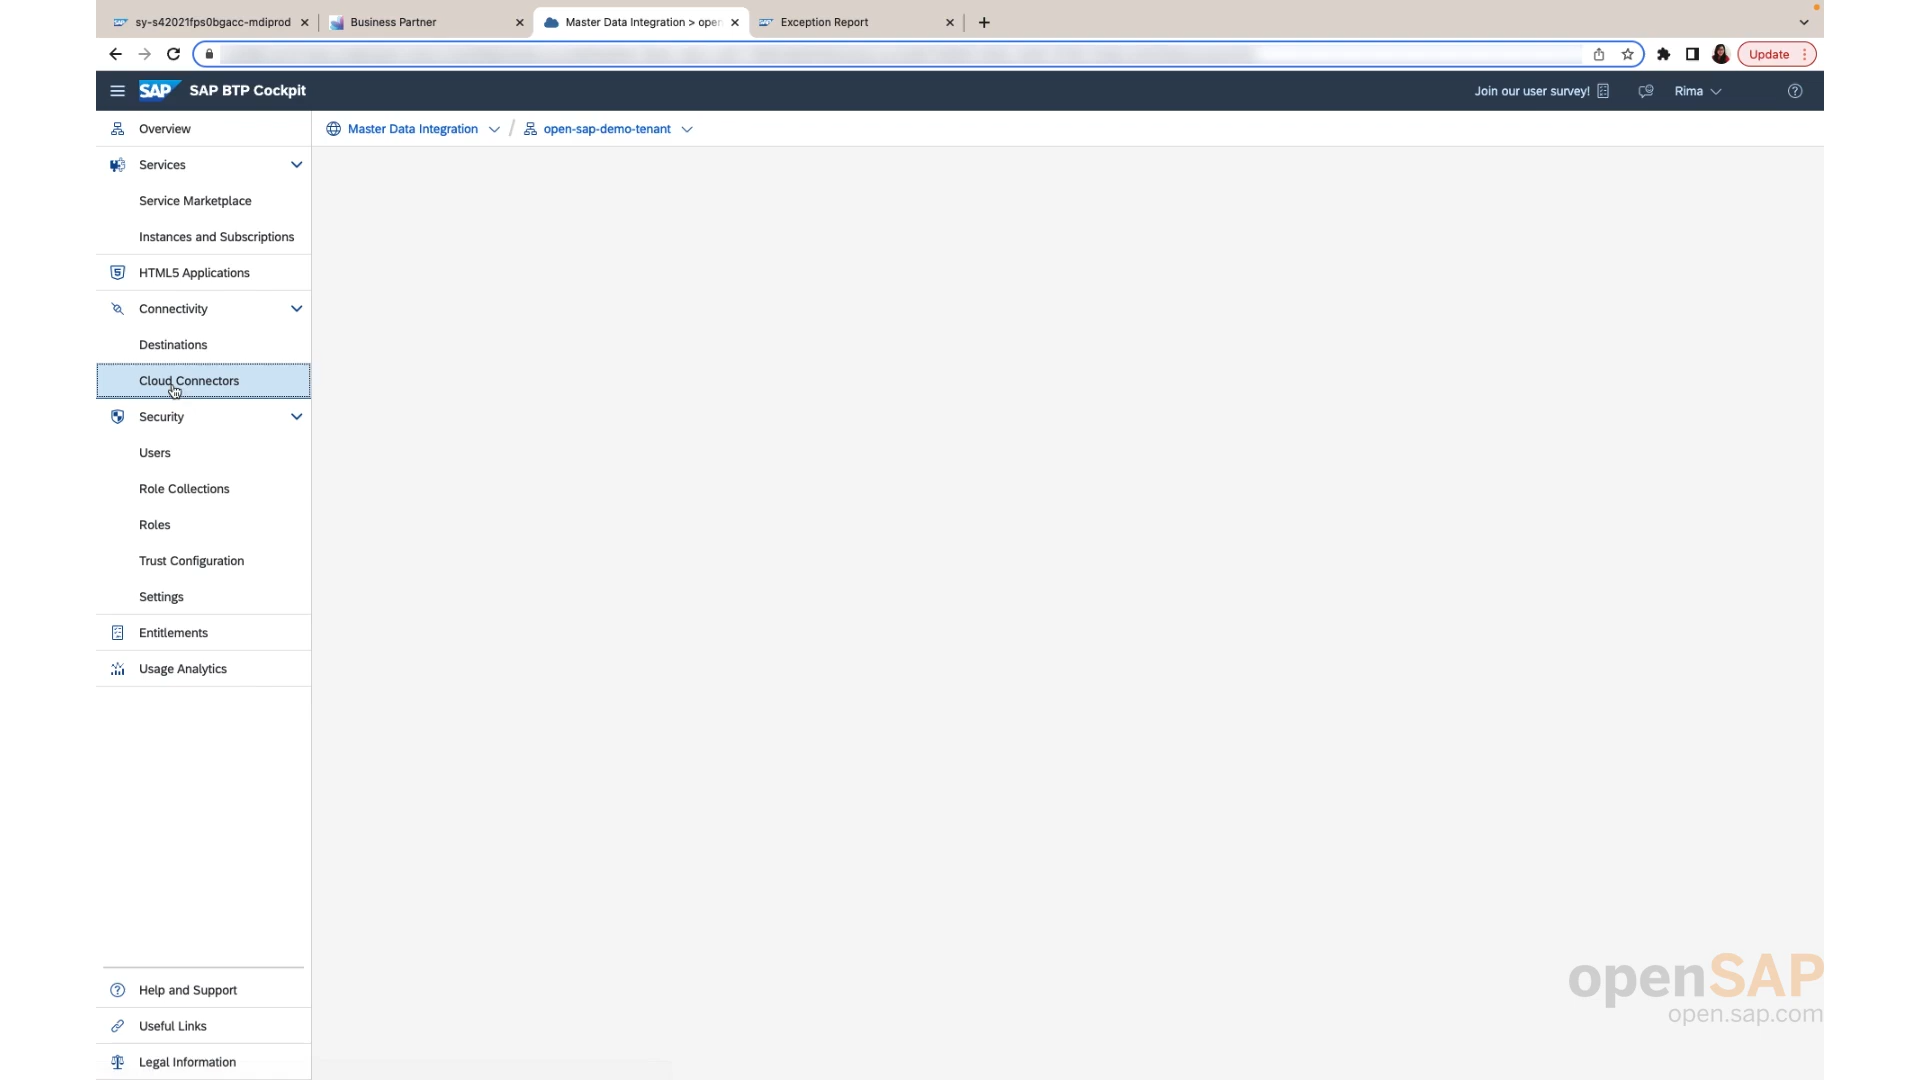 sy-s42021fps0bgacc-mdiprod
Business Partner
Master Data Integration > open
Exception Report
Update
SAP
SAP BTP Cockpit
Join our user survey!
Rima
Overview
Master Data Integration
/
open-sap-demo-tenant
Services
Service Marketplace
Instances and Subscriptions
HTML5 Applications
Connectivity
Destinations
Cloud Connectors
Security
Users
Role Collections
Roles
Trust Configuration
Settings
Entitlements
Usage Analytics
Help and Support
Useful Links
Legal Information
openSAP
open.sap.com